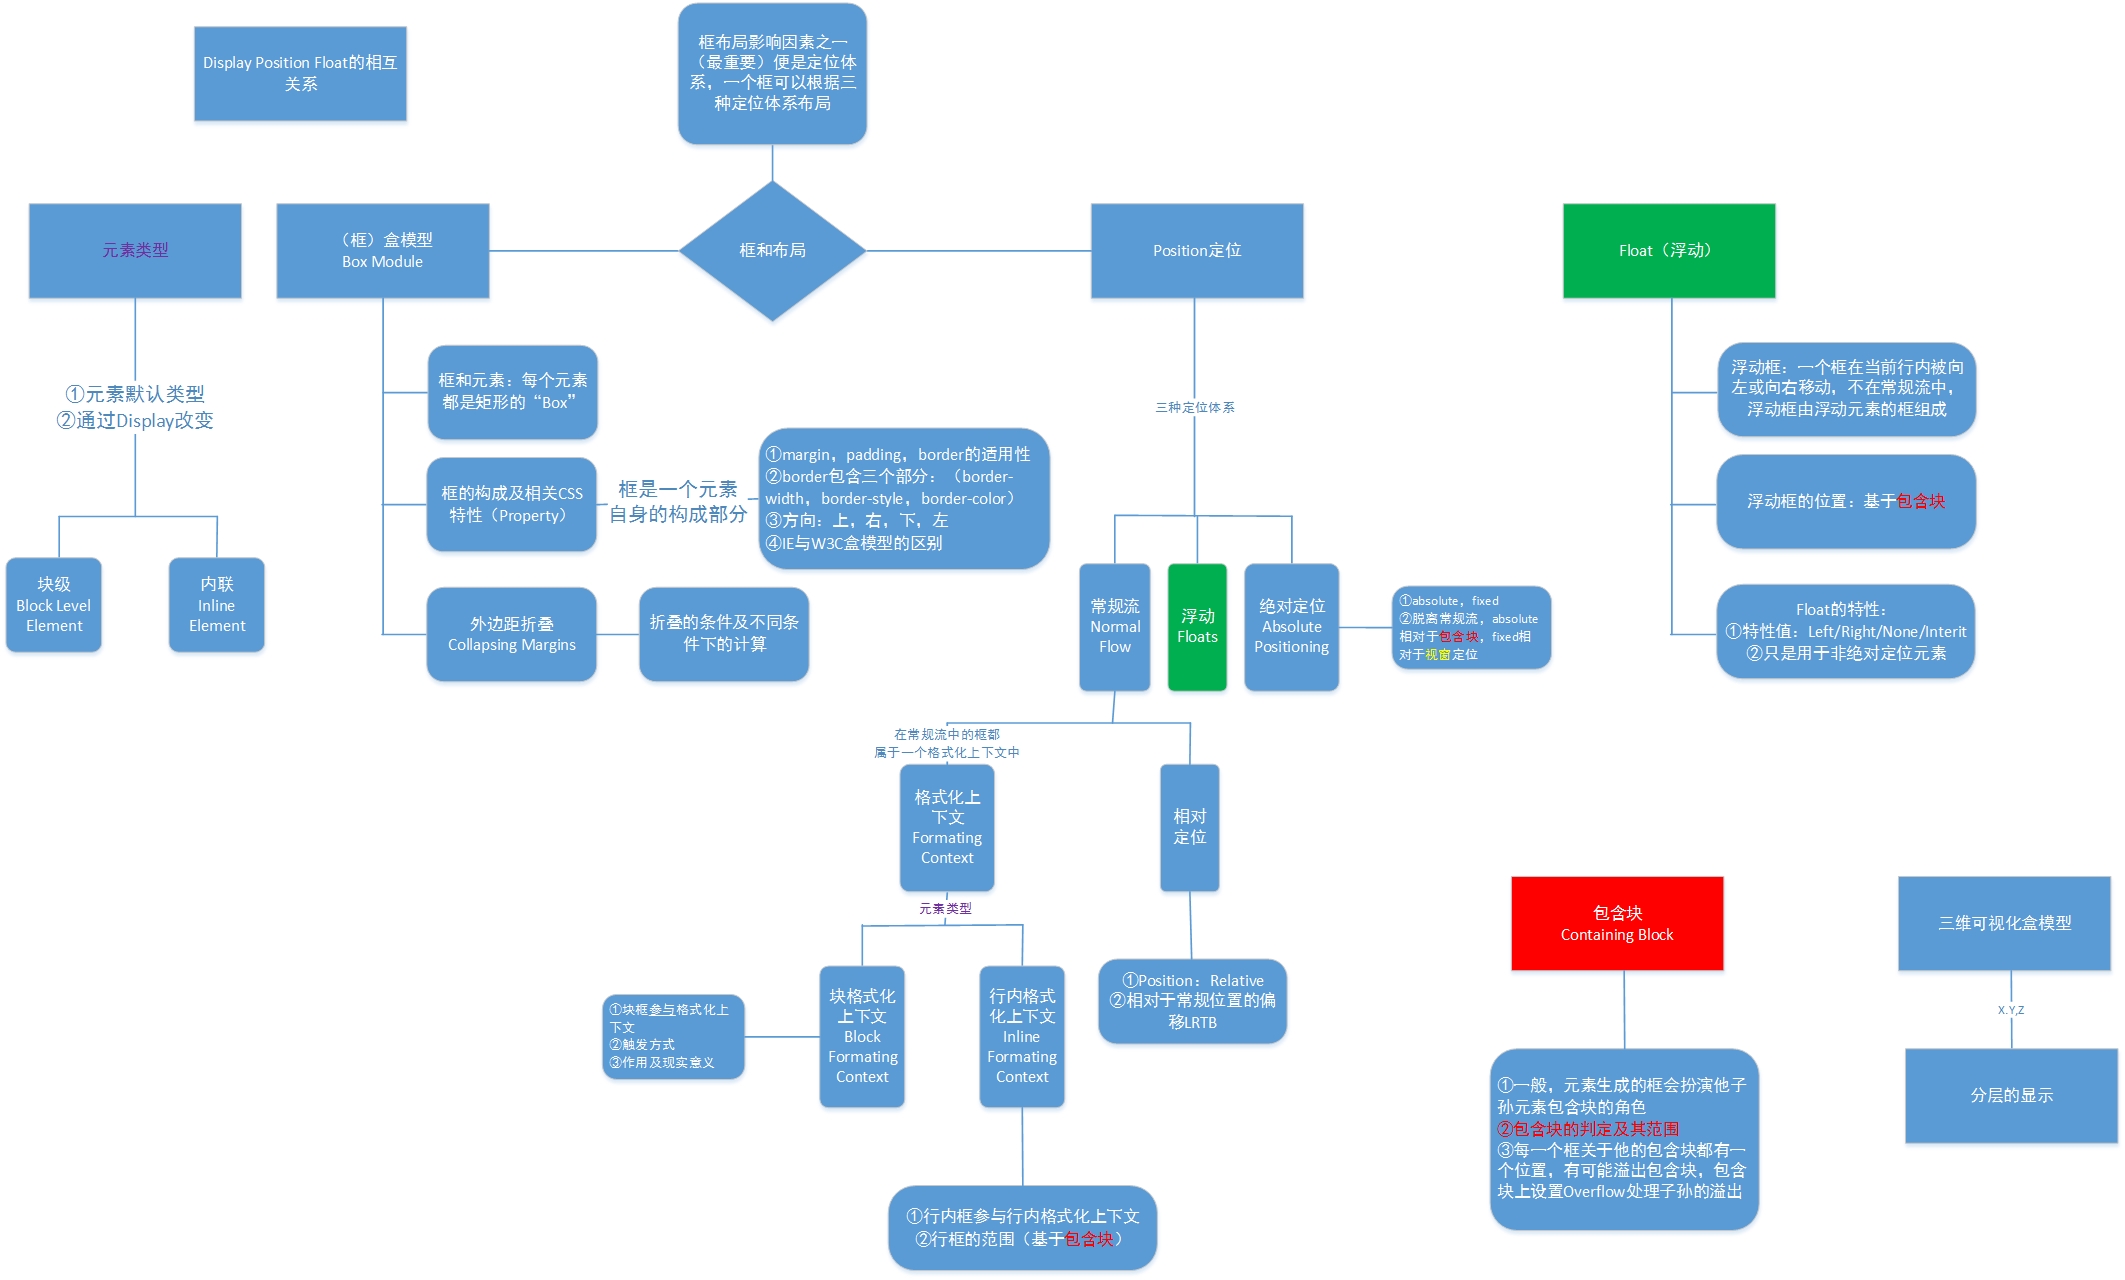 Display Position Float的相互
关系
框布局影响因素之一
（最重要）便是定位体
系，一个框可以根据三
种定位体系布局
元素类型
（框）盒模型
Box Module
框和布局
Position定位
Float（浮动）
①元素默认类型
②通过Display改变
块级
Block Level
Element
内联
Inline
Element
框和元素：每个元素
都是矩形的“Box”
框的构成及相关CSS
特性（Property）
框是一个元素
自身的构成部分
①margin，padding，border的适用性
②border包含三个部分：（border-
width，border-style，border-color）
③方向：上，右，下，左
④IE与W3C盒模型的区别
外边距折叠
Collapsing Margins
折叠的条件及不同条
件下的计算
三种定位体系
常规流
Normal
Flow
浮动
Floats
绝对定位
Absolute
Positioning
①absolute，fixed
②脱离常规流，absolute
相对于包含块，fixed相
对于视窗定位
浮动框：一个框在当前行内被向
左或向右移动，不在常规流中，
浮动框由浮动元素的框组成
浮动框的位置：基于包含块
Float的特性：
①特性值：Left/Right/None/Interit
②只是用于非绝对定位元素
在常规流中的框都
属于一个格式化上下文中
格式化上
下文
Formating
Context
相对
定位
元素类型
①块框参与格式化上
下文
②触发方式
③作用及现实意义
块格式化
上下文
Block
Formating
Context
行内格式
化上下文
Inline
Formating
Context
①Position：Relative
②相对于常规位置的偏
移LRTB
①行内框参与行内格式化上下文
②行框的范围（基于包含块）
包含块
Containing Block
①一般，元素生成的框会扮演他子
孙元素包含块的角色
②包含块的判定及其范围
③每一个框关于他的包含块都有一
个位置，有可能溢出包含块，包含
块上设置Overflow处理子孙的溢出
三维可视化盒模型
X.Y,Z
分层的显示